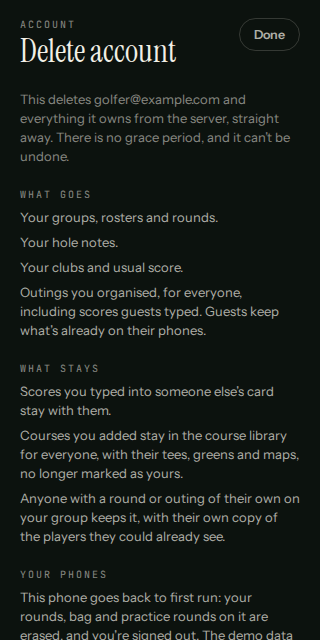 ACCOUNT
Delete account
Done
This deletes golfer@example.com and
everything it owns from the server, straight
away. There is no grace period, and it can't be
undone.
WHAT GOES
Your groups, rosters and rounds.
Your hole notes.
Your clubs and usual score.
Outings you organised, for everyone,
including scores guests typed. Guests keep
what's already on their phones.
WHAT STAYS
Scores you typed into someone else's card
stay with them.
Courses you added stay in the course library
for everyone, with their tees, greens and maps,
no longer marked as yours.
Anyone with a round or outing of their own on
your group keeps it, with their own copy of
the players they could already see.
YOUR PHONES
This phone goes back to first run: your
rounds, bag and practice rounds on it are
erased, and you're signed out. The demo data